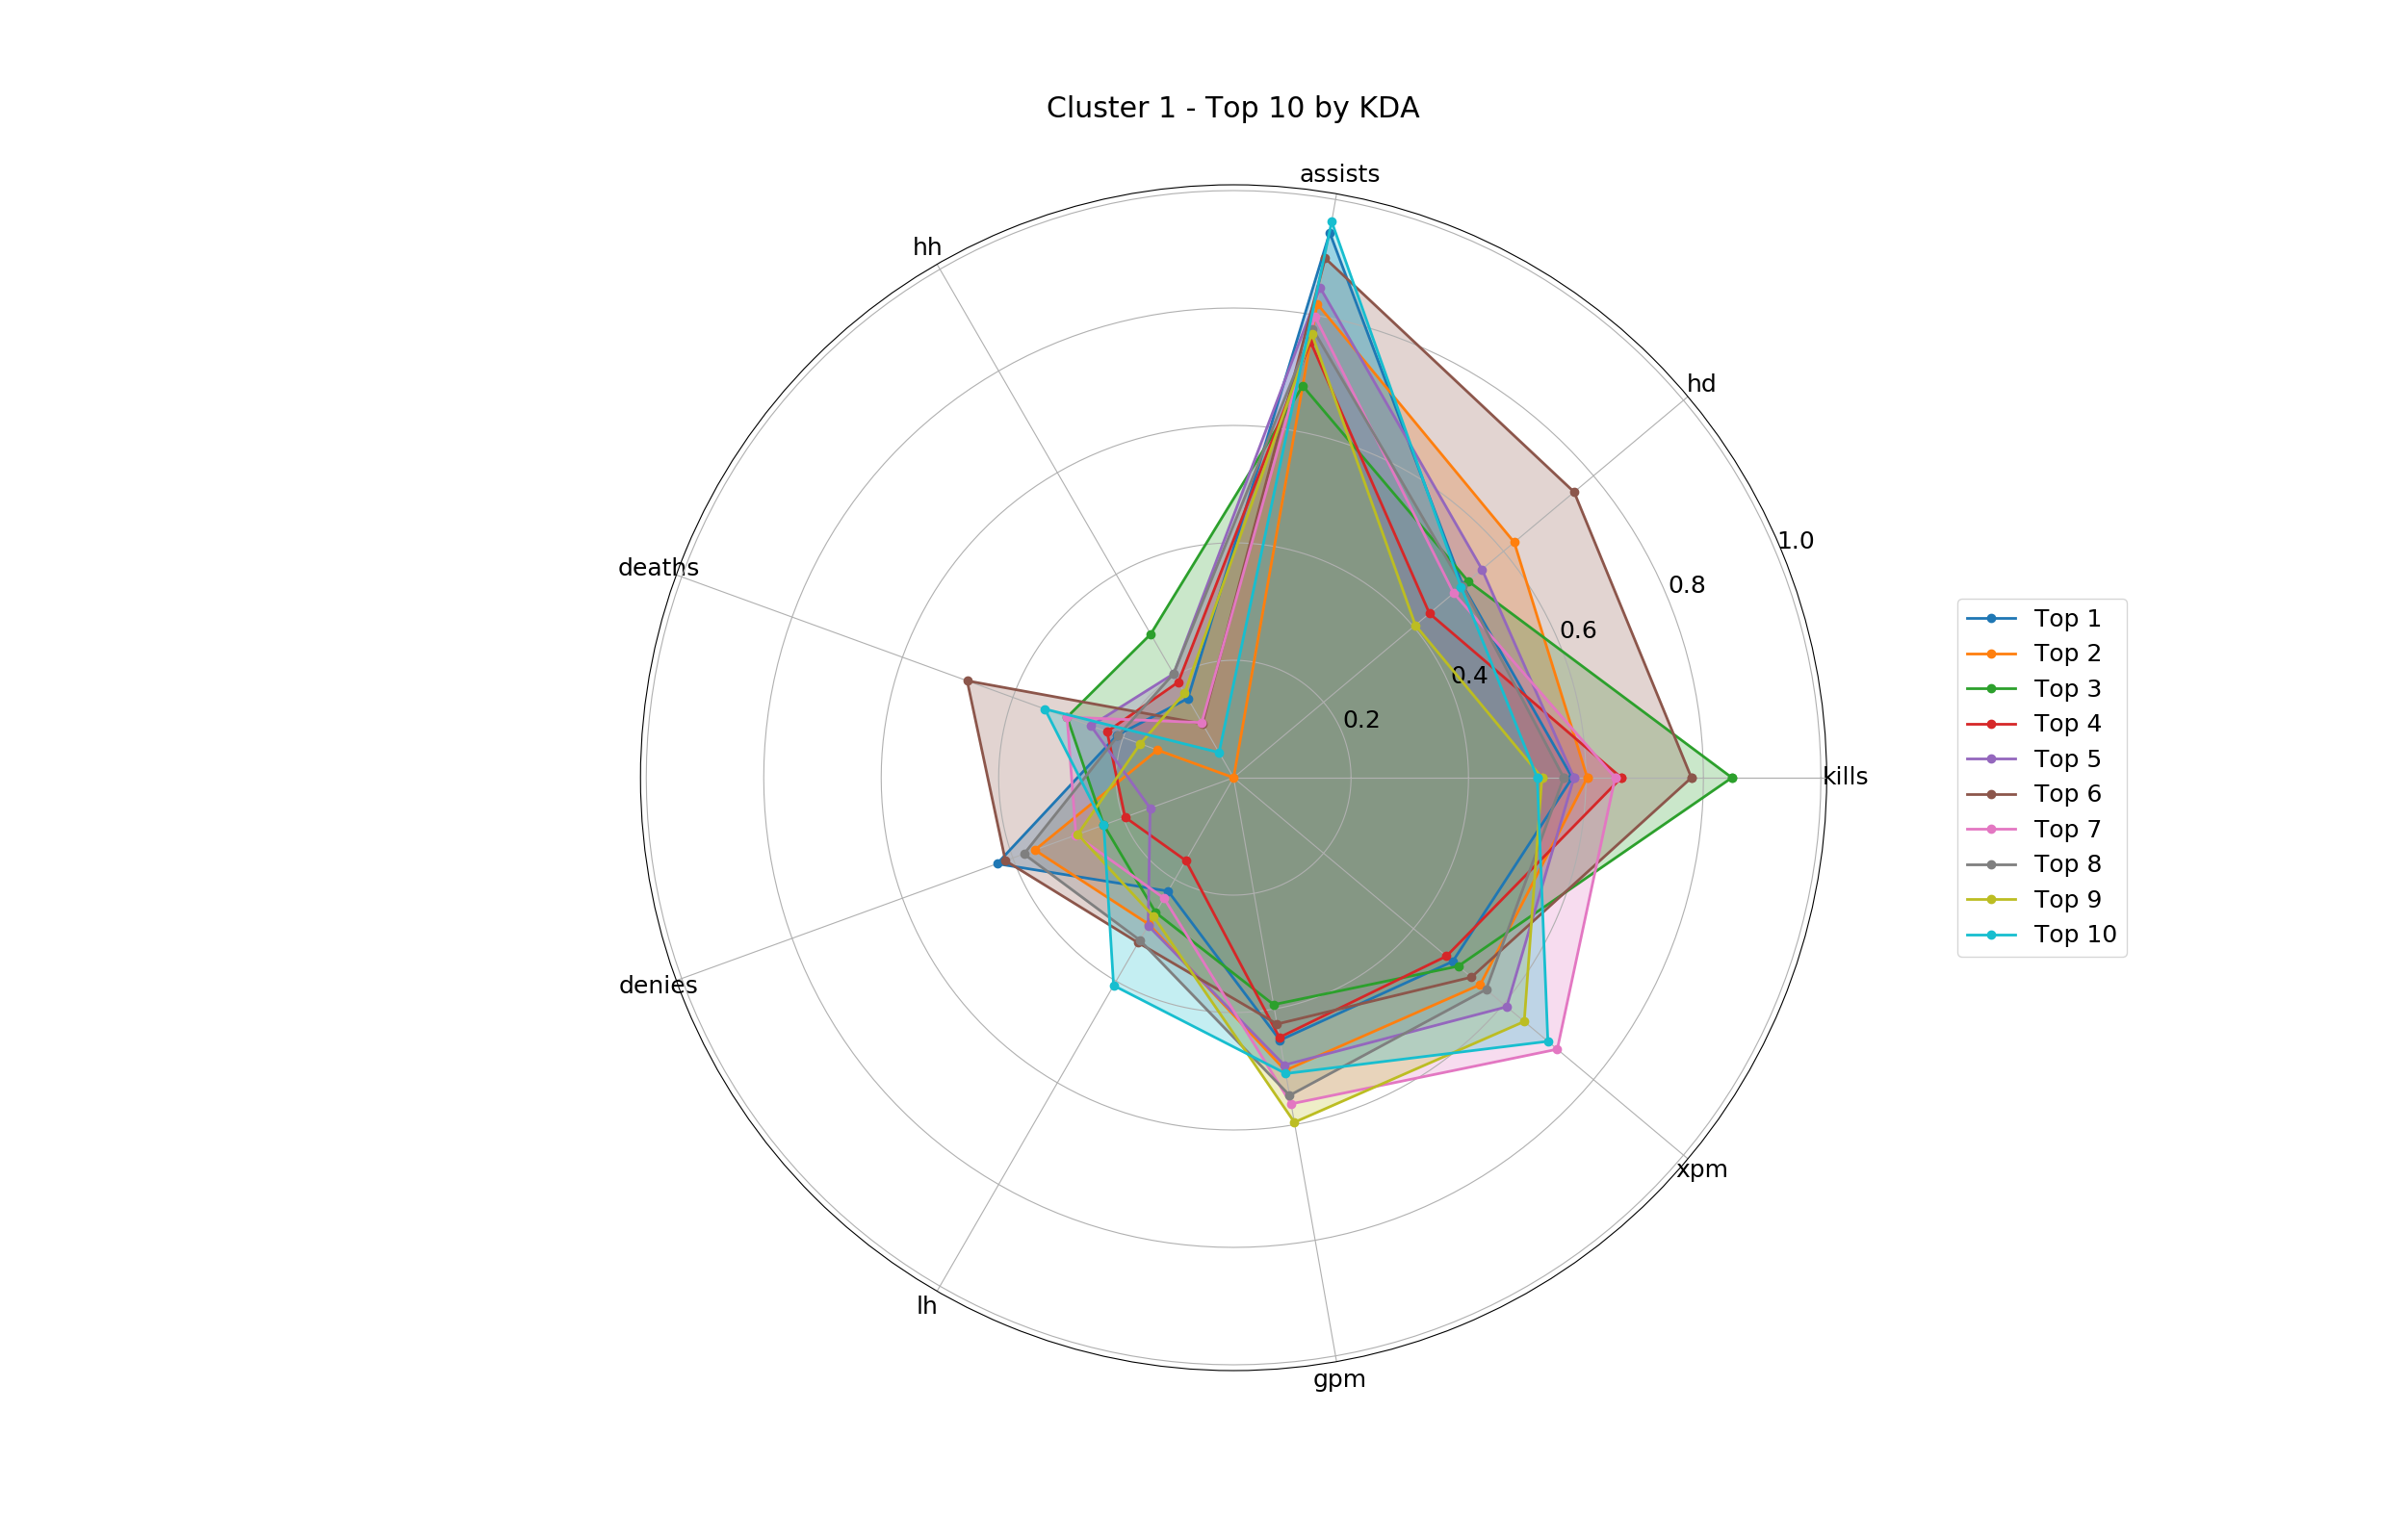 Cluster 1 - Top 10 by KDA
assists
hh
hd
deaths
1.0
0.8
0.6
0.4
0.2
kills
denies
xpm
lh
gpm
Top 1
Top 2
Top 3
Top 4
Top 5
Top 6
Top 7
Top 8
Top 9
Top 10